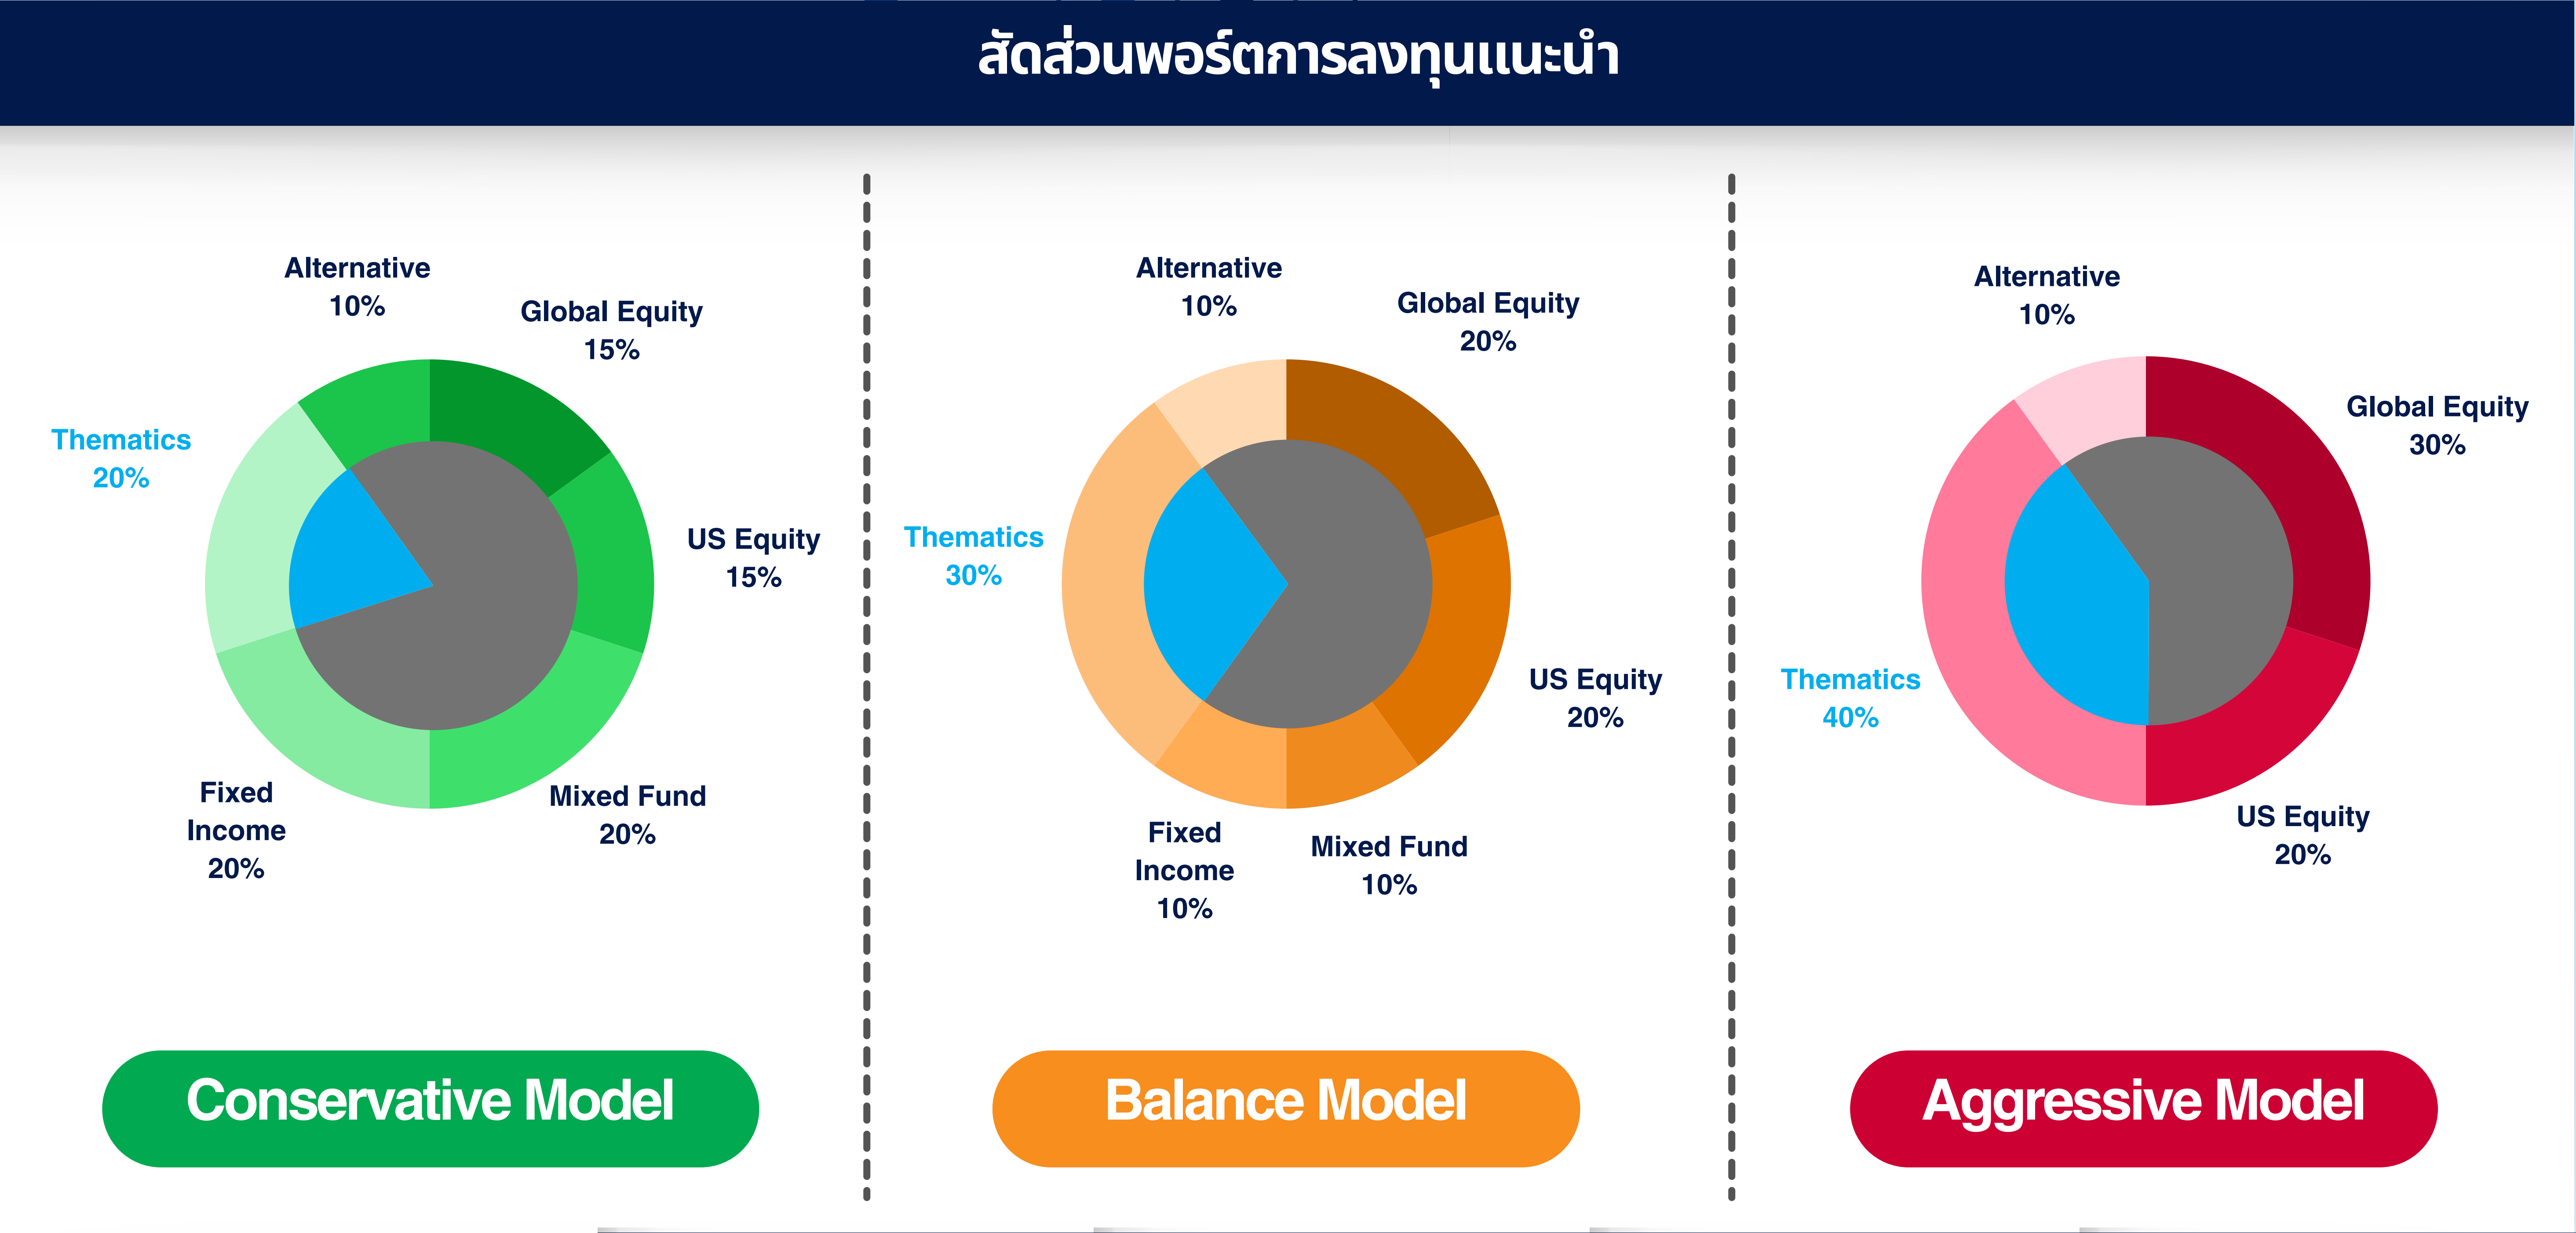 สัดส่วนพอร์ตการลงทุนแนะนำ
Alternative
10%
Global Equity
15%
Thematics
20%
US Equity
15%
Fixed
Income
20%
Mixed Fund
20%
Conservative Model
Alternative
10%
Global Equity
20%
Thematics
30%
US Equity
20%
Fixed
Income
10%
Mixed Fund
10%
Balance Model
Alternative
10%
Global Equity
30%
Thematics
40%
US Equity
20%
Aggressive Model